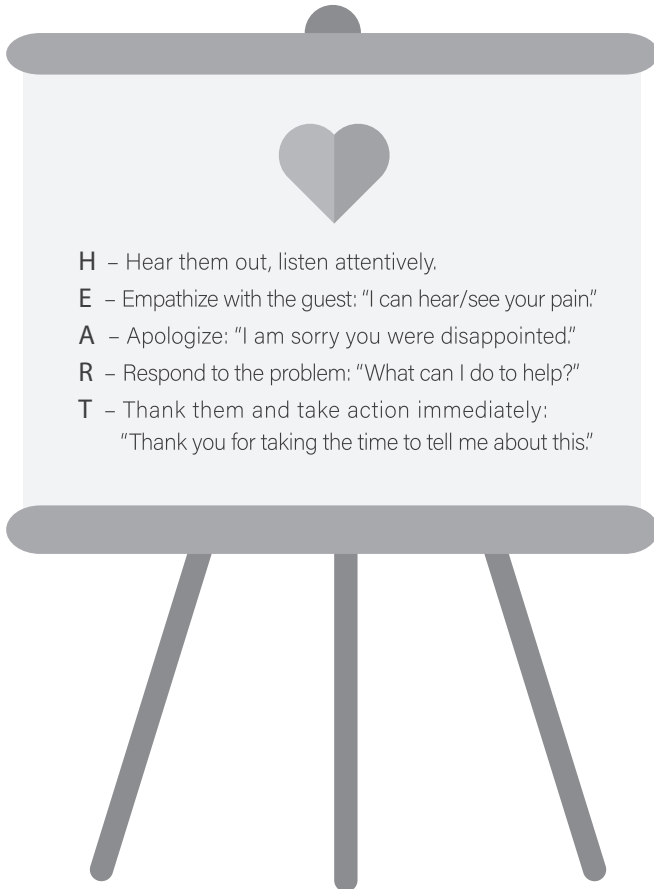 H – Hear them out, listen attentively.
E – Empathize with the guest: “I can hear/see your pain.”
A – Apologize: “I am sorry you were disappointed.”
R – Respond to the problem: “What can I do to help?”
T – Thank them and take action immediately:
“Thank you for taking the time to tell me about this.”